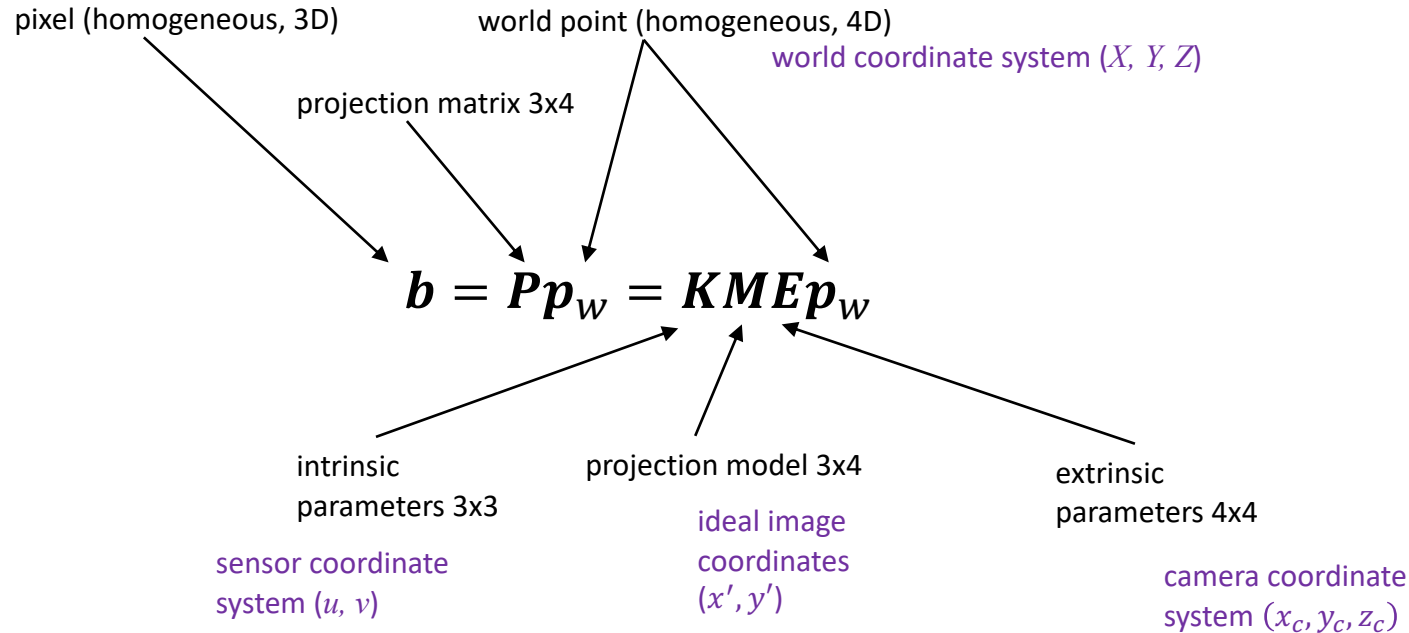 pixel (homogeneous, 3D)
world point (homogeneous, 4D)
world coordinate system (X, Y, Z)
projection matrix 3x4
b = Pp_w = KMEp_w
intrinsic
parameters 3x3
projection model 3x4
extrinsic
parameters 4x4
sensor coordinate
system (u, v)
ideal image
coordinates
(x′, y′)
camera coordinate
system (x_c, y_c, z_c)